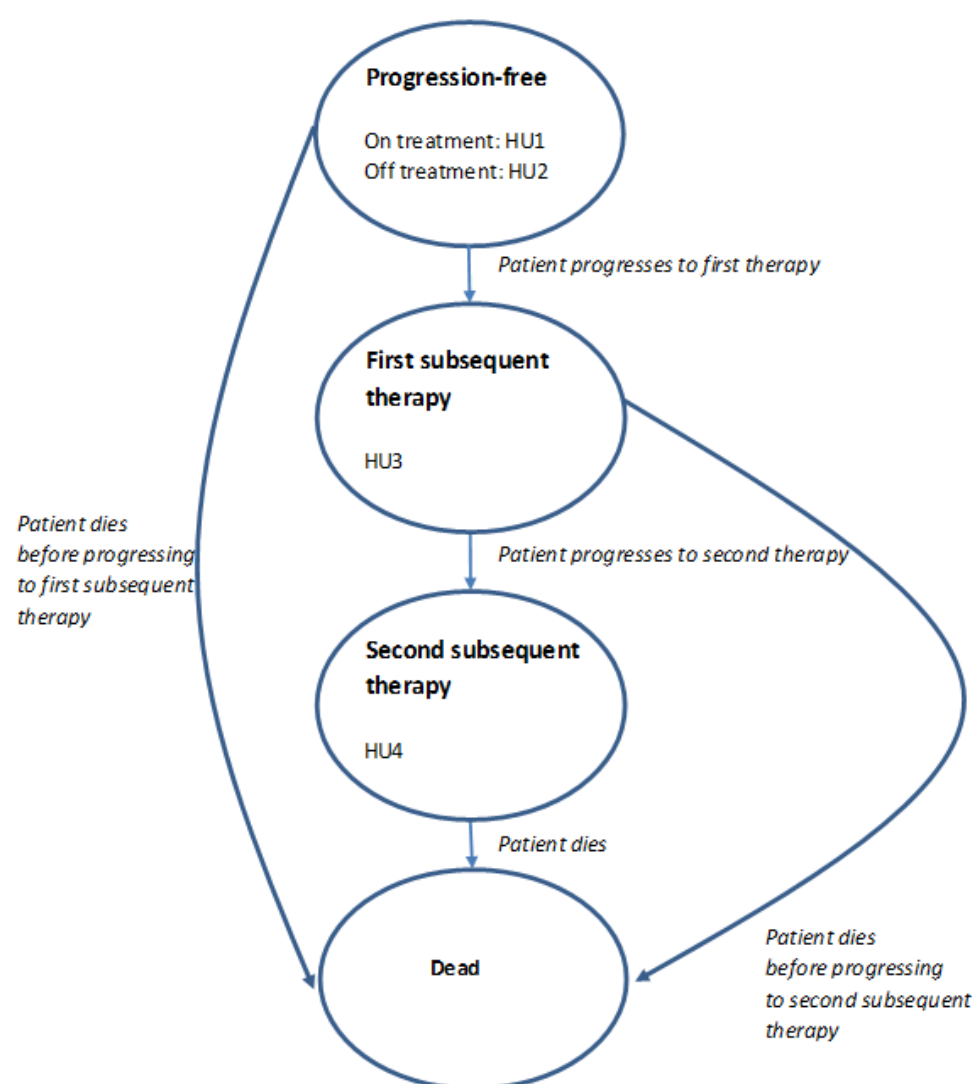 Progression-free
On treatment: HU1
Off treatment: HU2
Patient progresses to first therapy
First subsequent
therapy
HU3
Patient dies
before progressing
to first subsequent
therapy
Patient progresses to second therapy
Second subsequent
therapy
HU4
Patient dies
Dead
Patient dies
before progressing
to second subsequent
therapy